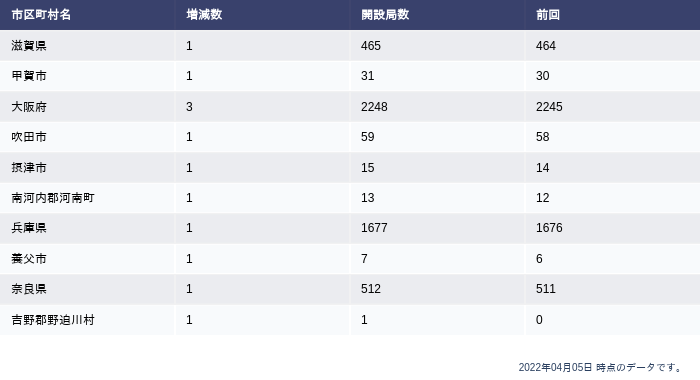 市区町村名 増減数 開設局数 前回
滋賀県 1 465 464
甲賀市 1 31 30
大阪府 3 2248 2245
吹田市 1 59 58
摂津市 1 15 14
南河内郡河南町 1 13 12
兵庫県 1 1677 1676
養父市 1 7 6
奈良県 1 512 511
吉野郡野迫川村 1 1 0
2022年04月05日 時点のデータです。